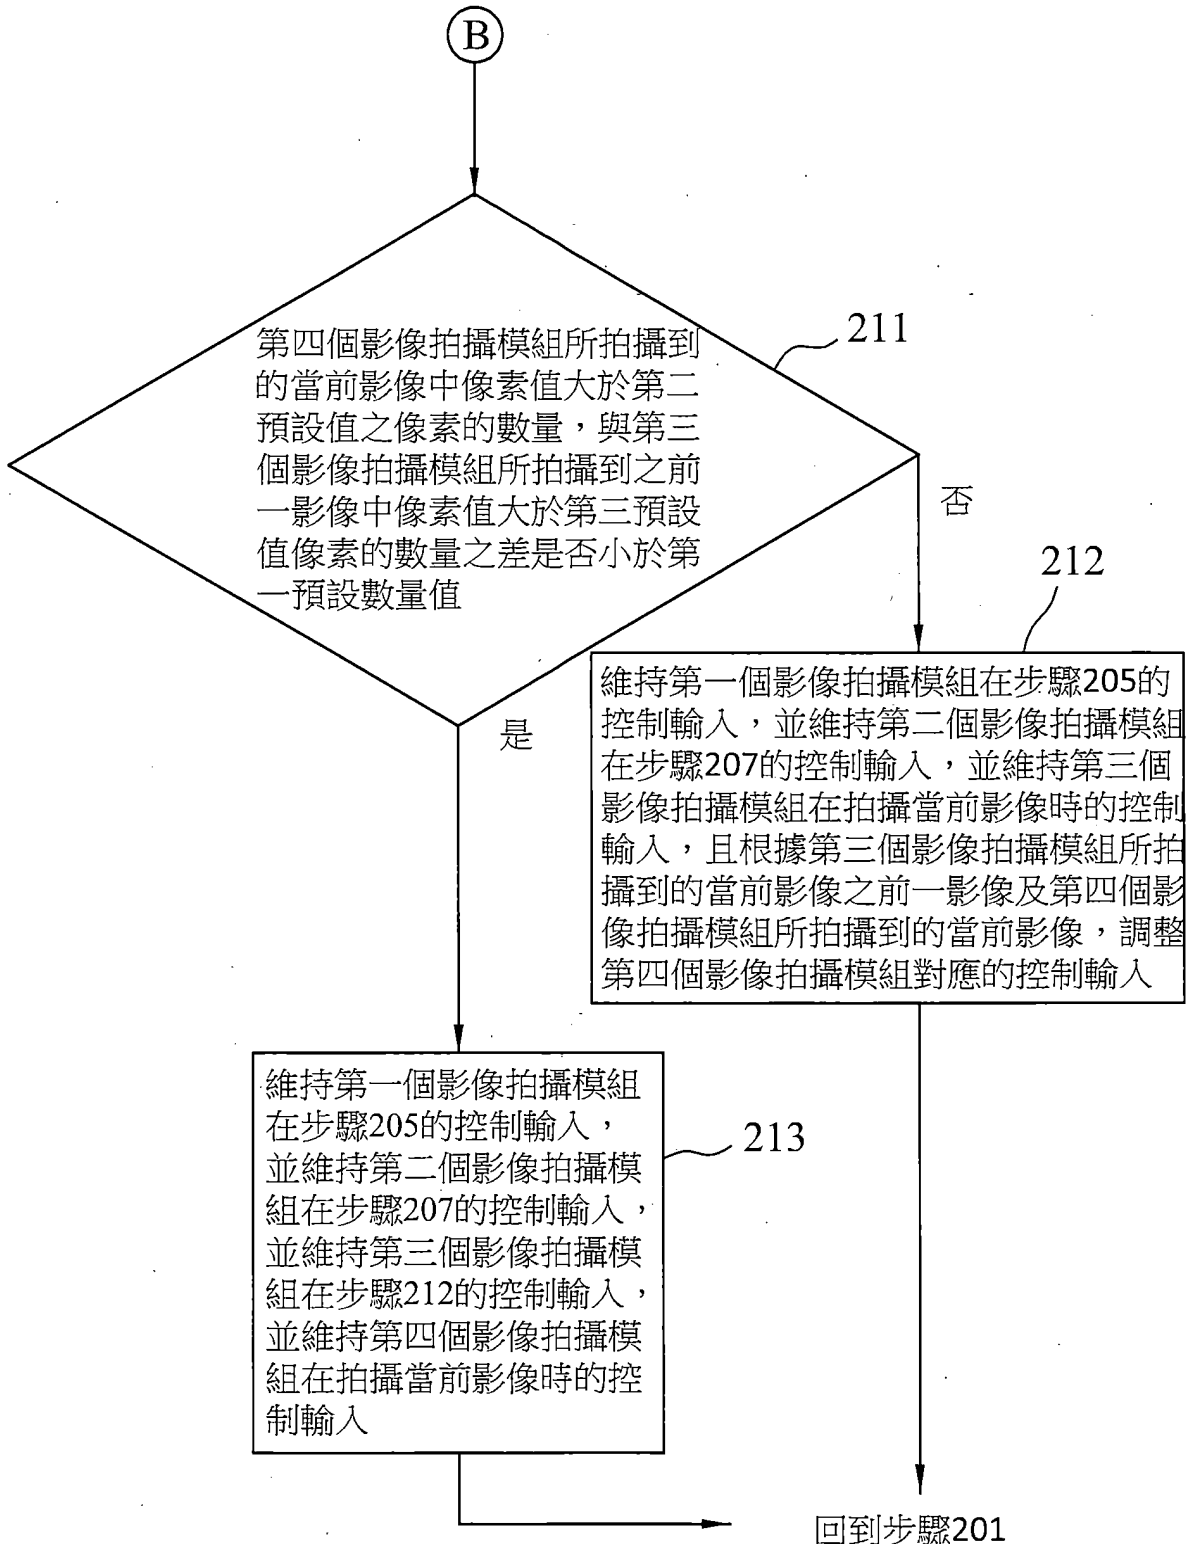 B
第四個影像拍攝模組所拍攝到
的當前影像中像素值大於第二
預設值之像素的數量，與第三
個影像拍攝模組所拍攝到之前
一影像中像素值大於第三預設
值像素的數量之差是否小於第
一預設數量值
211
否
212
維持第一個影像拍攝模組在步驟205的
控制輸入，並維持第二個影像拍攝模組
在步驟207的控制輸入，並維持第三個
影像拍攝模組在拍攝當前影像時的控制
輸入，且根據第三個影像拍攝模組所拍
攝到的當前影像之前一影像及第四個影
像拍攝模組所拍攝到的當前影像，調整
第四個影像拍攝模組對應的控制輸入
是
維持第一個影像拍攝模組
在步驟205的控制輸入，
並維持第二個影像拍攝模
組在步驟207的控制輸入，
並維持第三個影像拍攝模
組在步驟212的控制輸入，
並維持第四個影像拍攝模
組在拍攝當前影像時的控
制輸入
213
回到步驟201